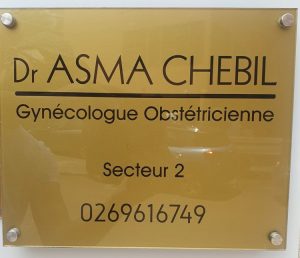 Dr ASMA CHEBIL
Gynécologue Obstétricienne
Secteur 2
0269616749